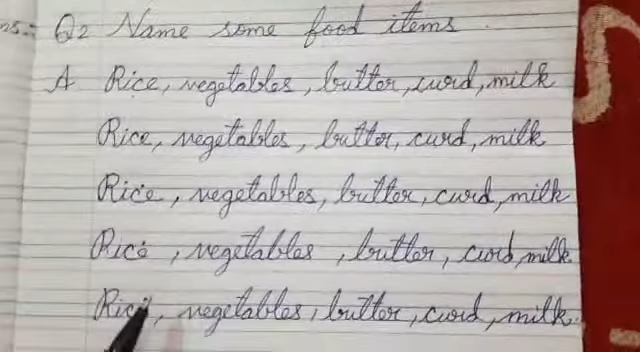 Q2 Name some food items
A Rice, vegetables, butter, curd, milk
Rice, vegetables, butter, curd, milk
Rice, vegetables, butter, curd, milk
Rice, vegetables, butter, curd, milk
Rice, vegetables, butter, curd, milk.